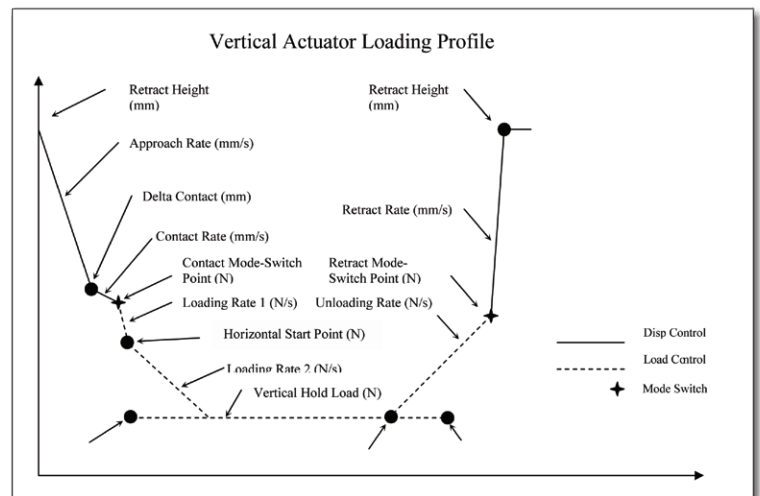 Vertical Actuator Loading Profile
Retract Height
(mm)
Retract Height
(mm)
Approach Rate (mm/s)
Delta Contact (mm)
Retract Rate (mm/s)
Contact Rate (mm/s)
Contact Mode-Switch
Point (N)
Retract Mode-
Switch Point (N)
Loading Rate 1 (N/s)
Unloading Rate (N/s)
Horizontal Start Point (N)
Disp Control
Load Control
Loading Rate 2 (N/s)
Mode Switch
Vertical Hold Load (N)